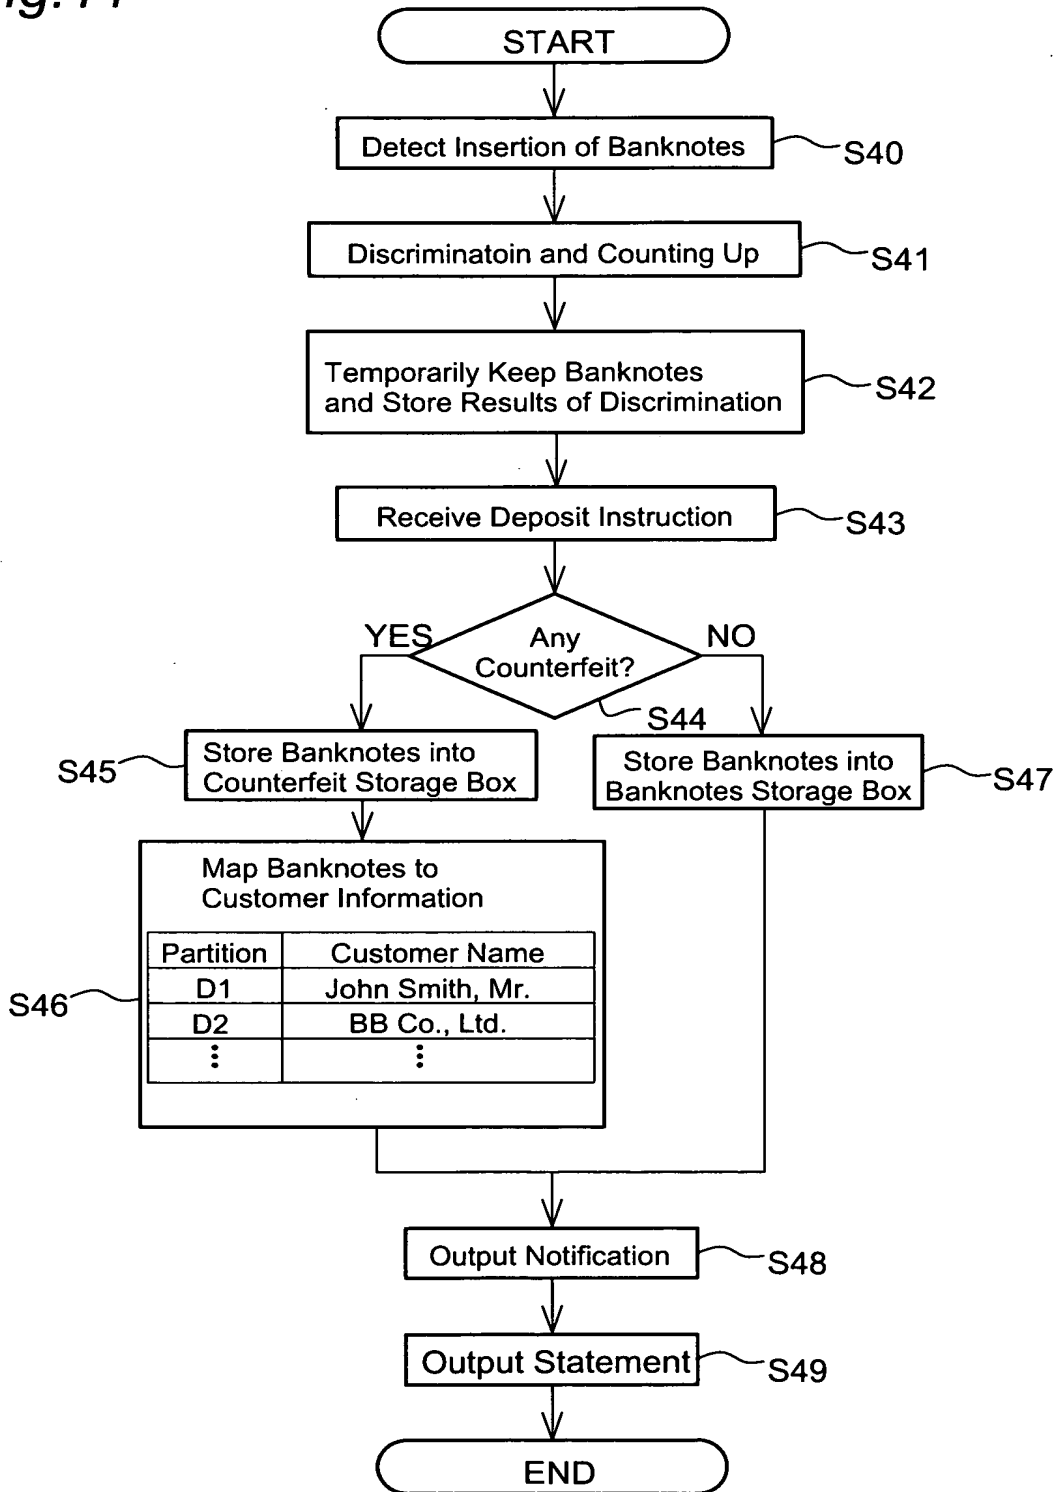 START
Detect Insertion of Banknotes
S40
Discriminatoin and Counting Up
S41
Temporarily Keep Banknotes
and Store Results of Discrimination
S42
Receive Deposit Instruction
S43
Any
Counterfeit?
YES
NO
S44
Store Banknotes into
Counterfeit Storage Box
S45
Store Banknotes into
Banknotes Storage Box
S47
Map Banknotes to
Customer Information
Partition Customer Name
D1 John Smith, Mr.
D2 BB Co., Ltd.
⋮ ⋮
S46
Output Notification
S48
Output Statement
S49
END